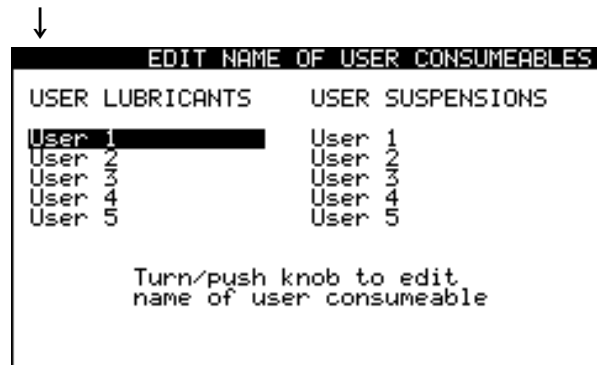 ↓
EDIT NAME OF USER CONSUMEABLES
USER LUBRICANTS USER SUSPENSIONS
User 1 User 1
User 2 User 2
User 3 User 3
User 4 User 4
User 5 User 5
Turn/push knob to edit
name of user consumeable